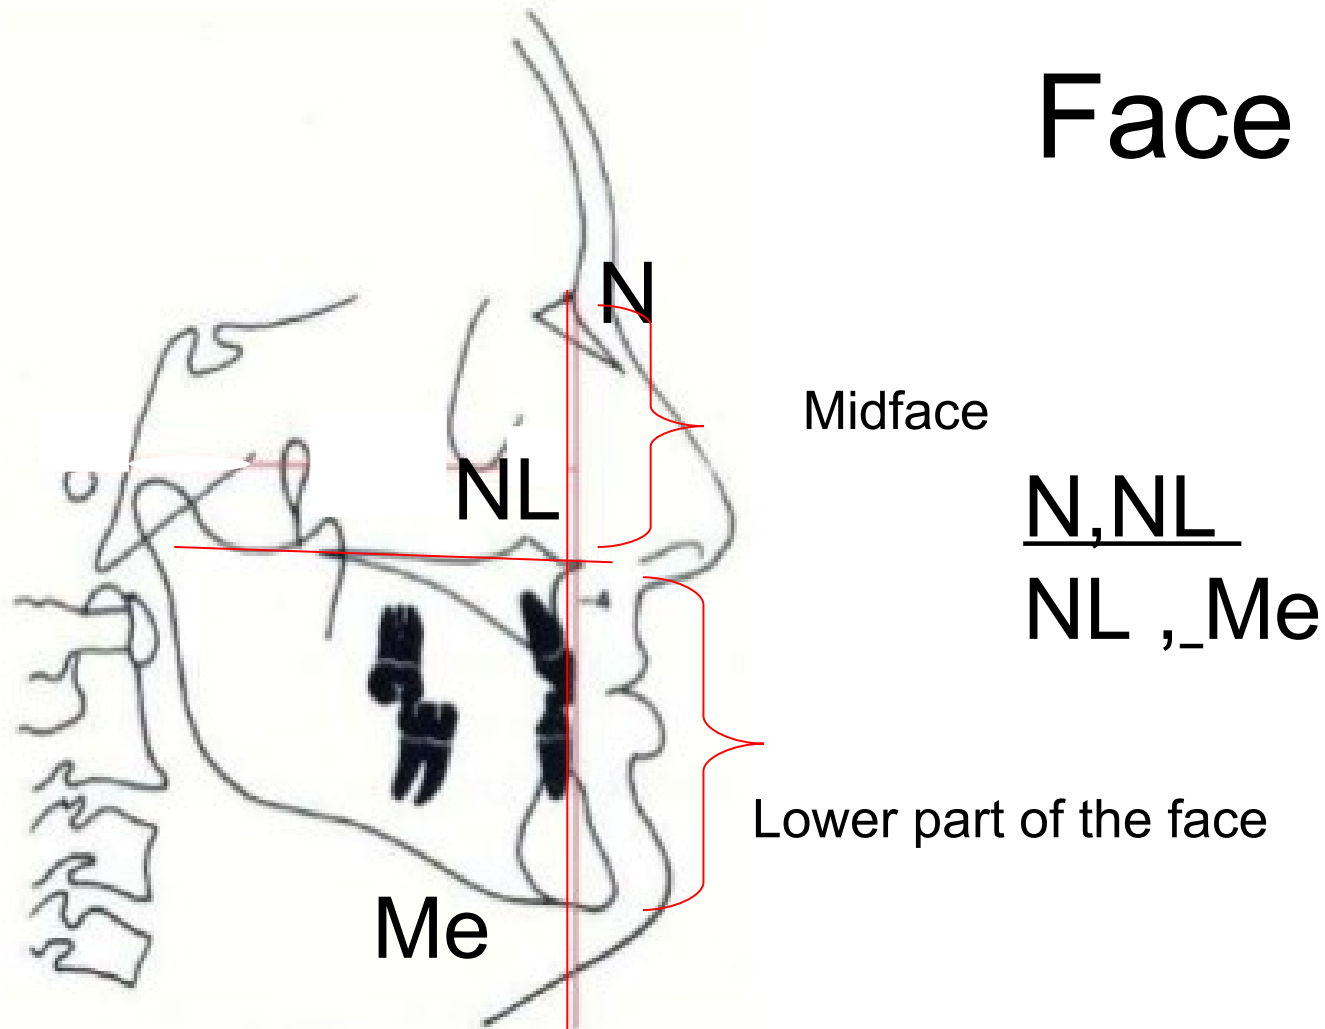 Face
N
Midface
NL
N,NL
NL ,_Me
Lower part of the face
Me